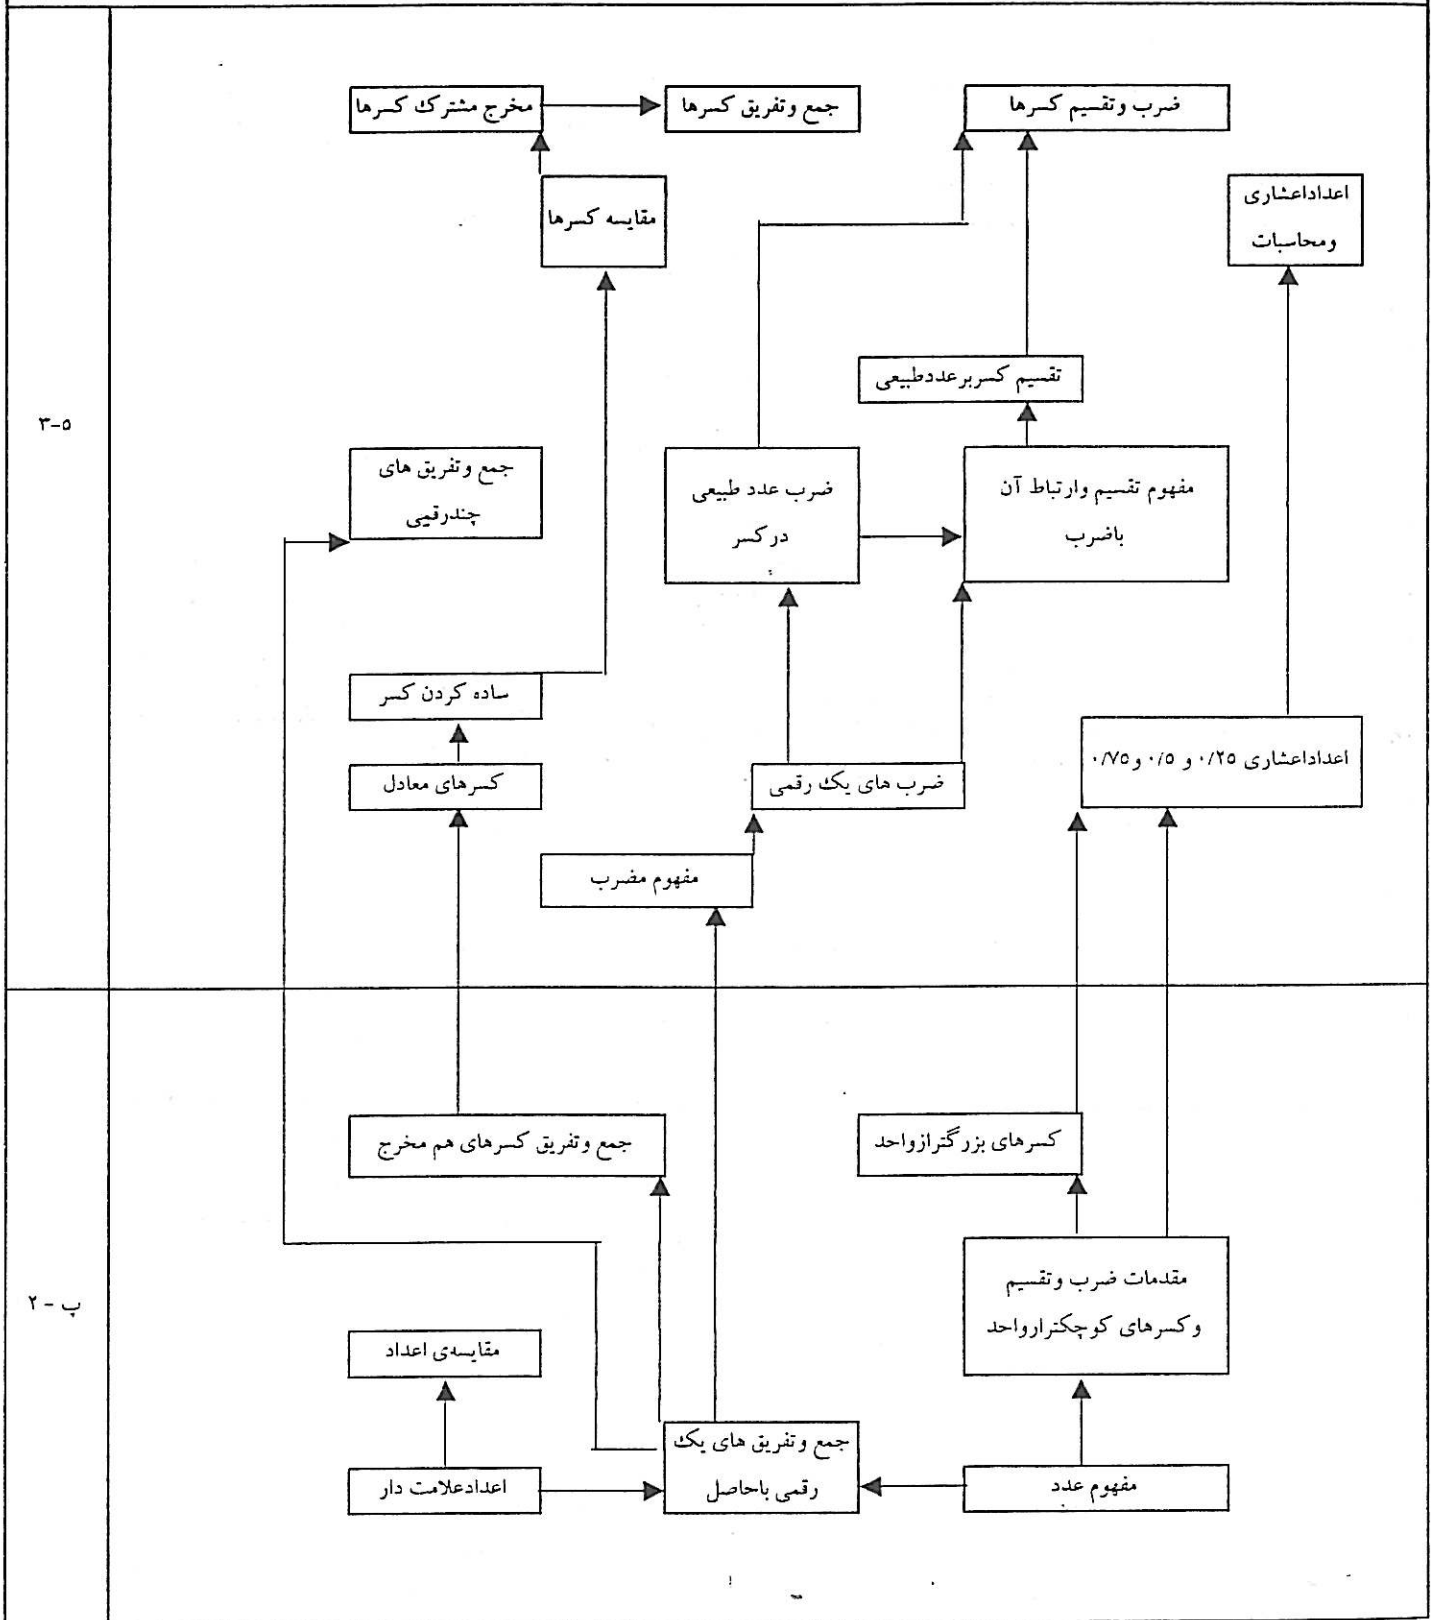 ضرب وتقسیم کسرها
جمع وتفریق کسرها
مخرج مشترک کسرها
اعداداعشاری
ومحاسبات
مقایسه کسرها
تقسیم کسربرعددطبیعی
۳-۵
مفهوم تقسیم وارتباط آن
باضرب
ضرب عدد طبیعی
درکسر
جمع وتفریق های
چندرقیی
ساده کردن کسر
اعداداعشاری ۰/۲۵ و ۰/۵ و۰/۷۵
ضرب های یک رقمی
کسرهای معادل
مفهوم مضرب
کسرهای بزرگترازواحد
جمع وتفریق کسرهای هم مخرج
مقدمات ضرب وتقسیم
وکسرهای کوچکتراروا‌حد
پ - ۲
مقایسه‌ی اعداد
جمع وتفریق های یک
رقمی باحاصل
مفهوم عدد
اعدادعلامت دار